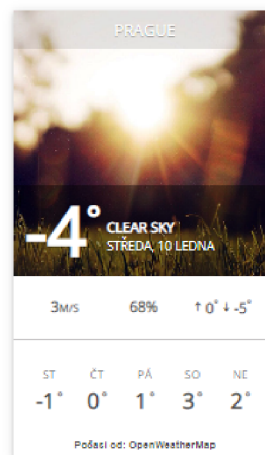 PRAGUE
-4°
CLEAR SKY
STŘEDA, 10 LEDNA
3M/S 68% ↑ 0° ↓ -5°
ST ČT PÁ SO NE
-1° 0° 1° 3° 2°
Počasí od: OpenWeatherMap